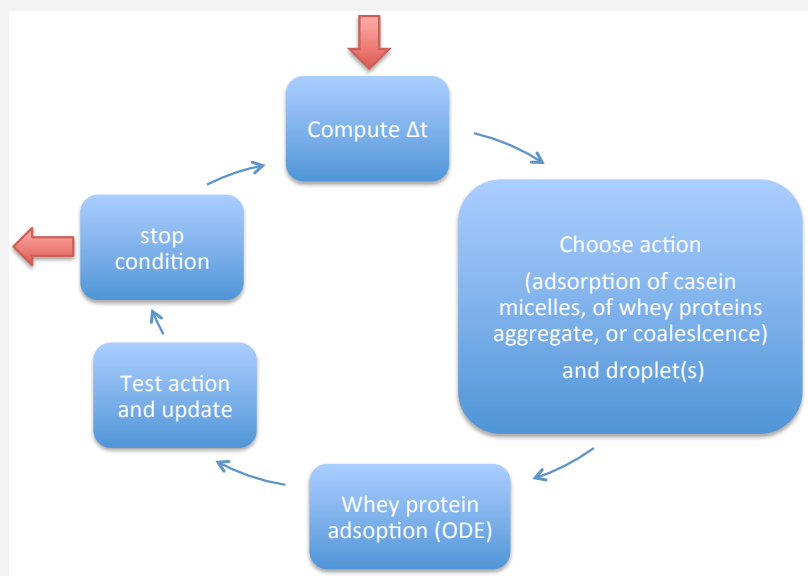 Compute Δt
Choose action
(adsorption of casein
micelles, of whey proteins
aggregate, or coaleslcence)
and droplet(s)
Whey protein
adsoption (ODE)
Test action
and update
stop
condition